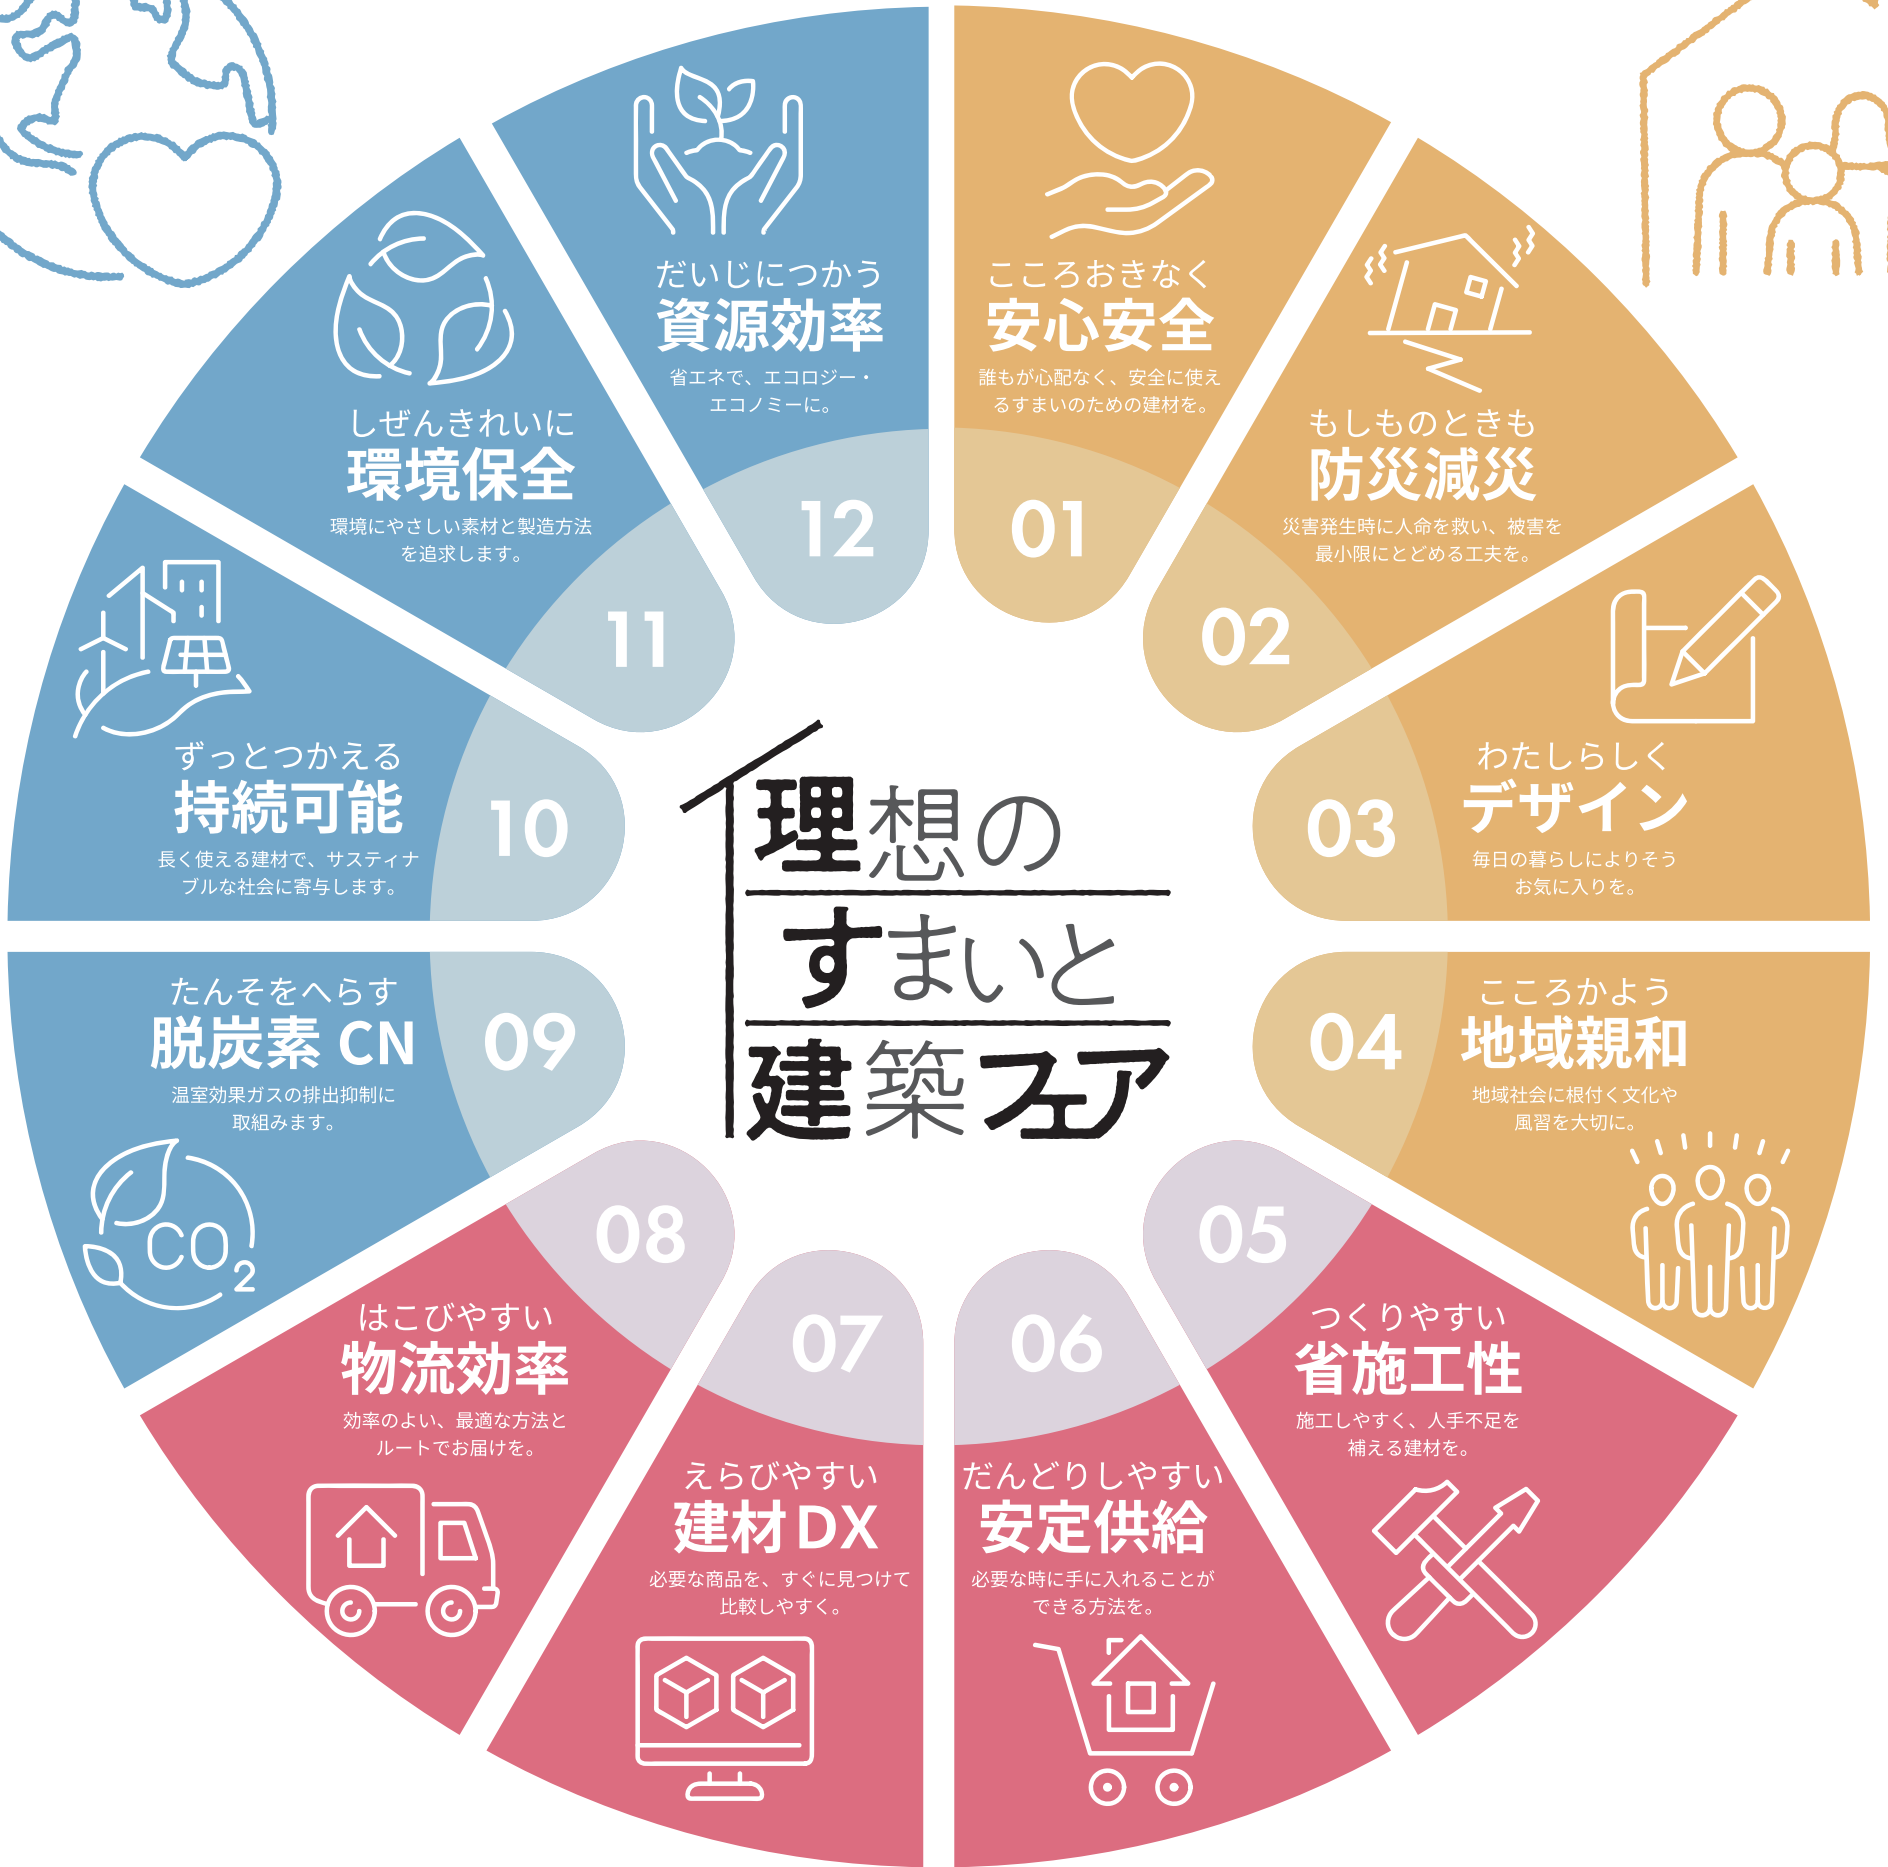 理想の
すまいと
建築フェア
01
こころおきなく
安心安全
誰もが心配なく、安全に使え
るすまいのための建材を。
02
もしものときも
防災減災
災害発生時に人命を救い、被害を
最小限にとどめる工夫を。
03
わたしらしく
デザイン
毎日の暮らしによりそう
お気に入りを。
04
こころかよう
地域親和
地域社会に根付く文化や
風習を大切に。
05
つくりやすい
省施工性
施工しやすく、人手不足を
補える建材を。
06
だんどりしやすい
安定供給
必要な時に手に入れることが
できる方法を。
07
えらびやすい
建材DX
必要な商品を、すぐに見つけて
比較しやすく。
08
はこびやすい
物流効率
効率のよい、最適な方法と
ルートでお届けを。
09
たんそをへらす
脱炭素 CN
温室効果ガスの排出抑制に
取組みます。
CO2
10
ずっとつかえる
持続可能
長く使える建材で、サスティナ
ブルな社会に寄与します。
11
しぜんきれいに
環境保全
環境にやさしい素材と製造方法
を追求します。
12
だいじにつかう
資源効率
省エネで、エコロジー・
エコノミーに。